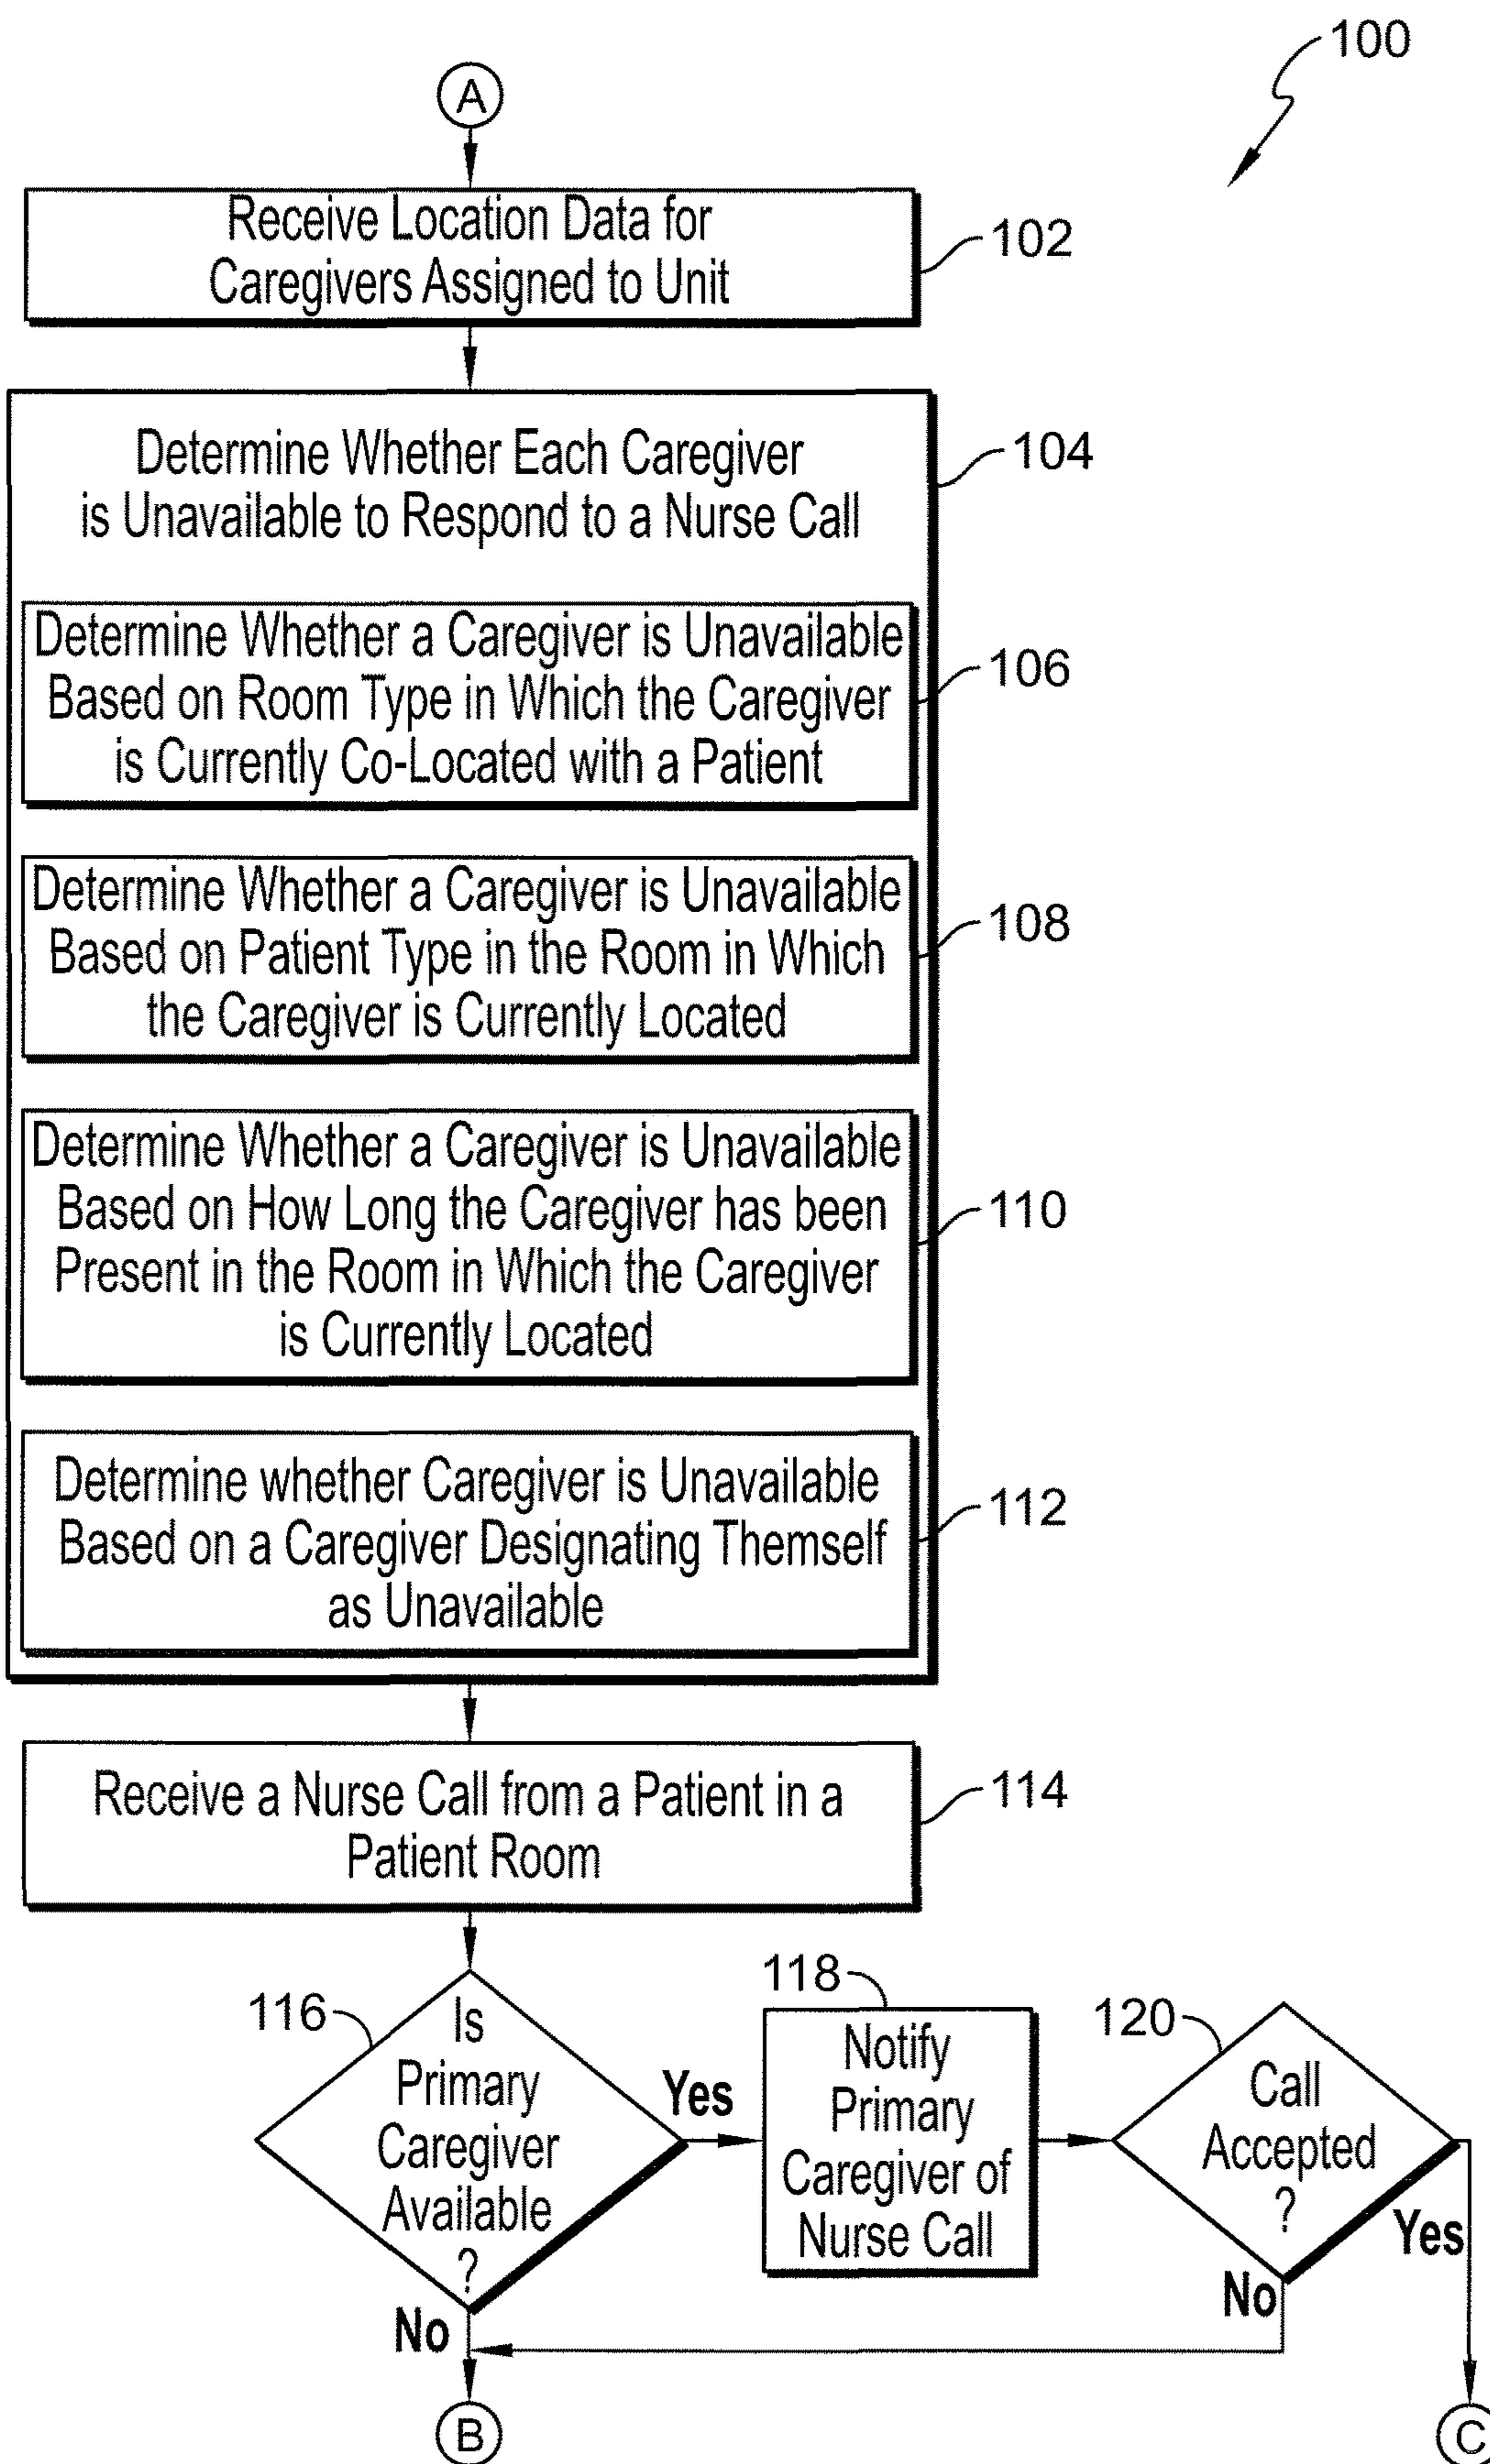 100
A
Receive Location Data for
Caregivers Assigned to Unit
102
Determine Whether Each Caregiver
is Unavailable to Respond to a Nurse Call
104
Determine Whether a Caregiver is Unavailable
Based on Room Type in Which the Caregiver
is Currently Co-Located with a Patient
106
Determine Whether a Caregiver is Unavailable
Based on Patient Type in the Room in Which
the Caregiver is Currently Located
108
Determine Whether a Caregiver is Unavailable
Based on How Long the Caregiver has been
Present in the Room in Which the Caregiver
is Currently Located
110
Determine whether Caregiver is Unavailable
Based on a Caregiver Designating Themself
as Unavailable
112
Receive a Nurse Call from a Patient in a
Patient Room
114
116
Is
Primary
Caregiver
Available
?
Yes
No
118
Notify
Primary
Caregiver of
Nurse Call
120
Call
Accepted
?
Yes
No
B
C